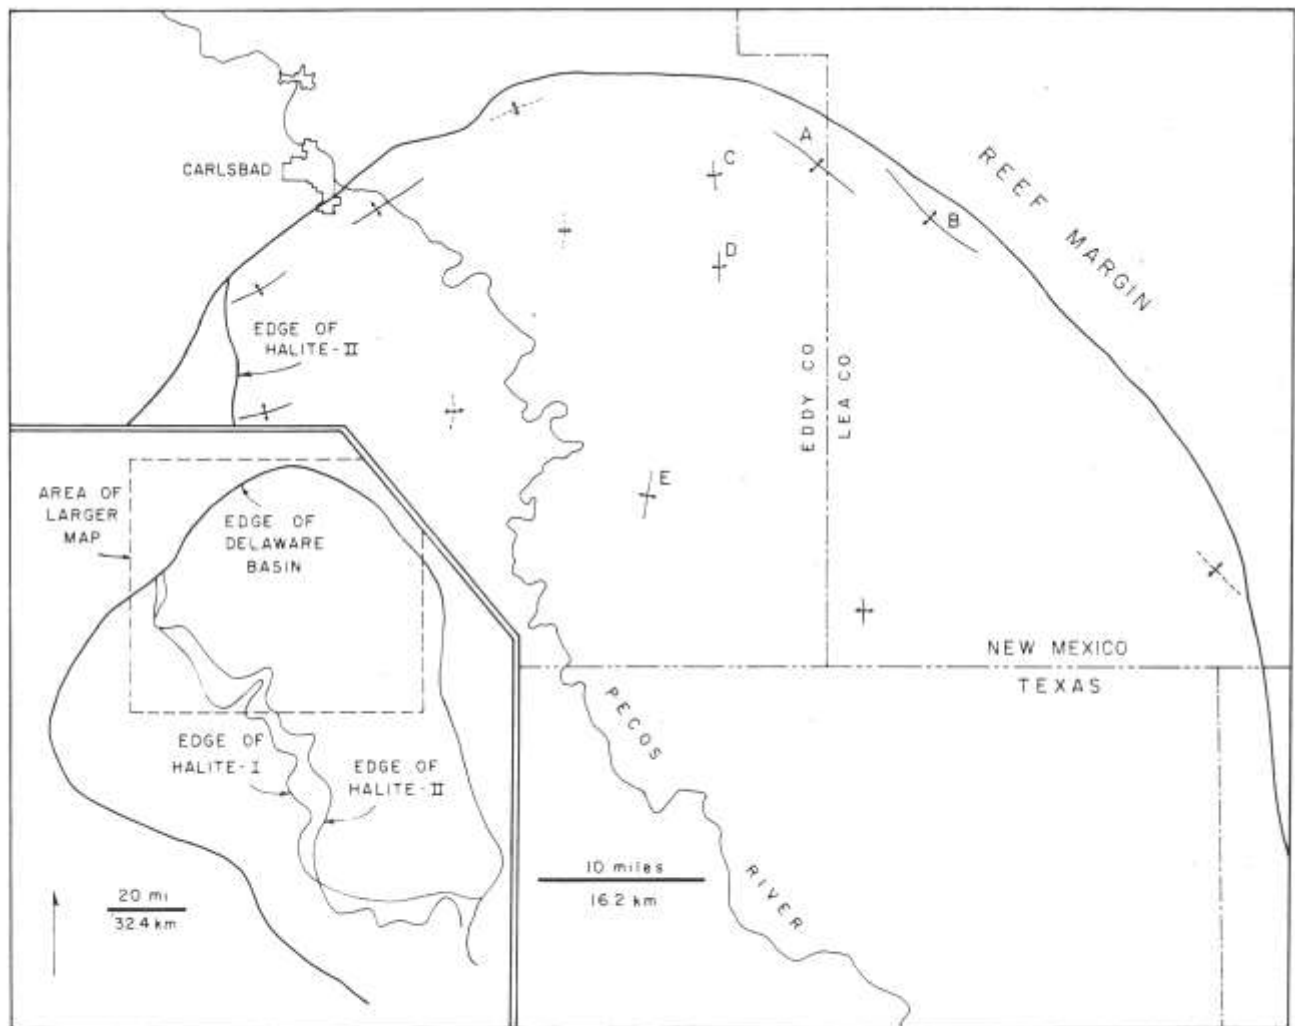 CARLSBAD
A
C
B
D
REEF MARGIN
EDGE OF
HALITE-II
EDDY CO
LEA CO
E
AREA OF
LARGER
MAP
EDGE OF
DELAWARE
BASIN
NEW MEXICO
TEXAS
PECOS
RIVER
EDGE OF
HALITE-I
EDGE OF
HALITE-II
10 miles
16.2 km
20 mi
32.4 km